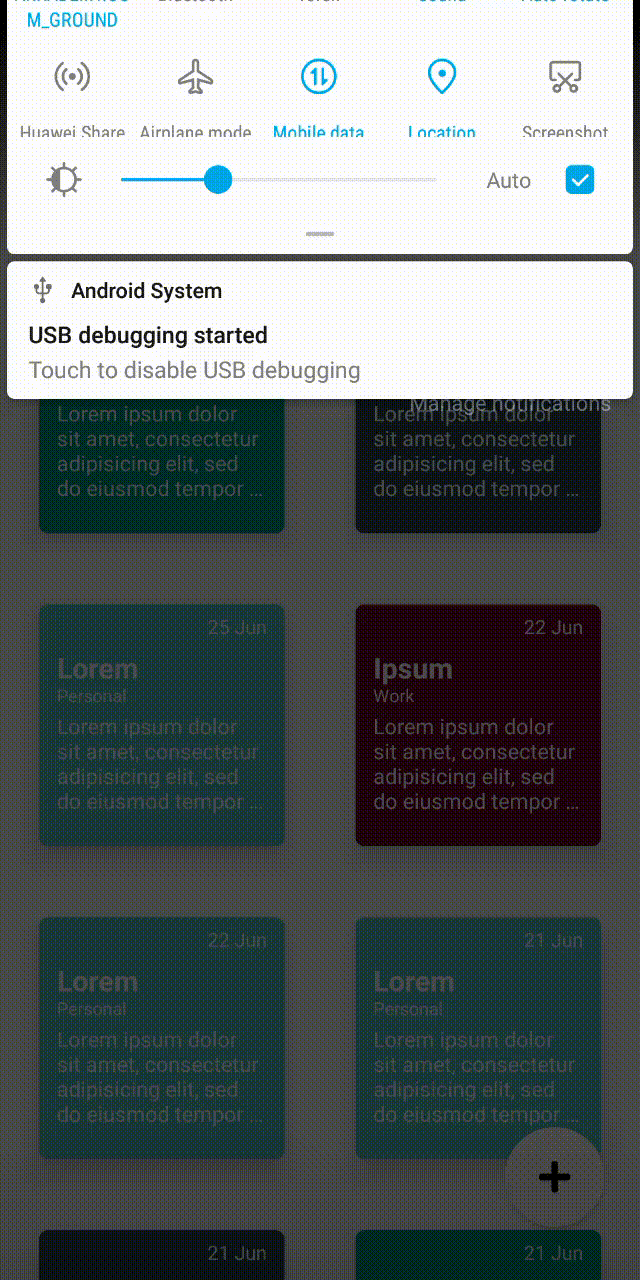 M_GROUND
Huawei Share Airplane mode Mobile data Location Screenshot
Auto
Android System
USB debugging started
Touch to disable USB debugging
Manage notifications
Lorem ipsum dolor
sit amet, consectetur
adipisicing elit, sed
do eiusmod tempor ...
Lorem ipsum dolor
sit amet, consectetur
adipisicing elit, sed
do eiusmod tempor ...
25 Jun
Lorem
Personal
Lorem ipsum dolor
sit amet, consectetur
adipisicing elit, sed
do eiusmod tempor ...
22 Jun
Ipsum
Work
Lorem ipsum dolor
sit amet, consectetur
adipisicing elit, sed
do eiusmod tempor ...
22 Jun
Lorem
Personal
Lorem ipsum dolor
sit amet, consectetur
adipisicing elit, sed
do eiusmod tempor ...
21 Jun
Lorem
Personal
Lorem ipsum dolor
sit amet, consectetur
adipisicing elit, sed
do eiusmod tempor ...
21 Jun
21 Jun